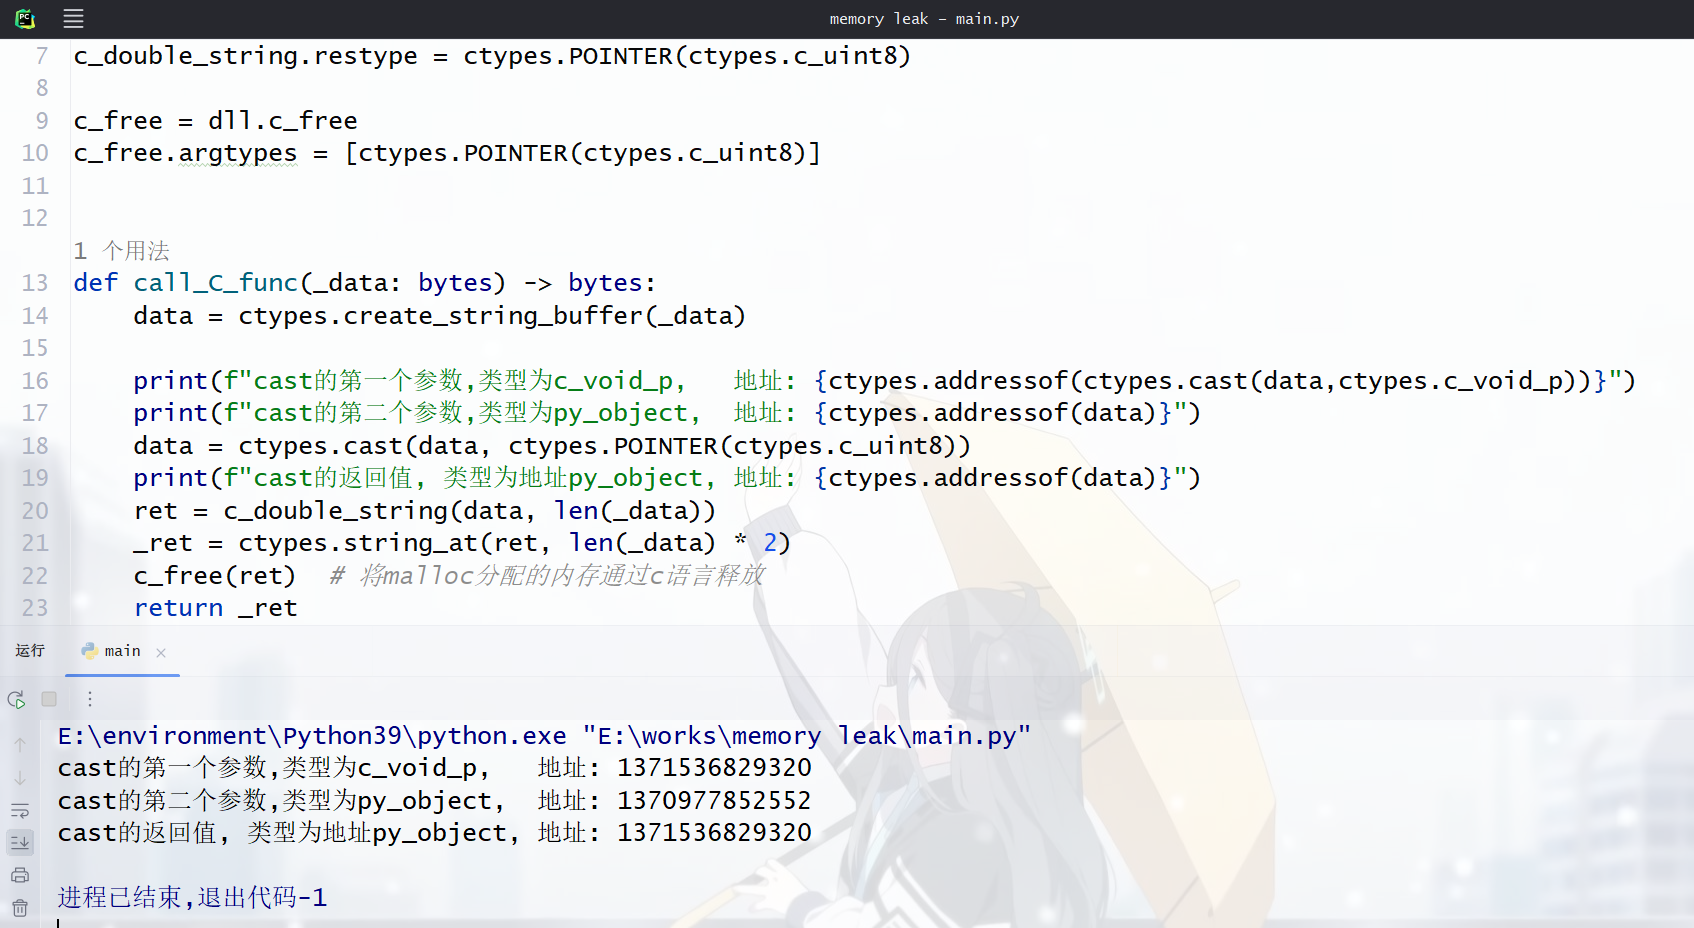 PC
memory leak – main.py
7 c_double_string.restype = ctypes.POINTER(ctypes.c_uint8)
8
9 c_free = dll.c_free
10 c_free.argtypes = [ctypes.POINTER(ctypes.c_uint8)]
11
12
1 个用法
13 def call_C_func(_data: bytes) -> bytes:
14     data = ctypes.create_string_buffer(_data)
15
16     print(f"cast的第一个参数,类型为c_void_p,   地址: {ctypes.addressof(ctypes.cast(data,ctypes.c_void_p))}")
17     print(f"cast的第二个参数,类型为py_object,  地址: {ctypes.addressof(data)}")
18     data = ctypes.cast(data, ctypes.POINTER(ctypes.c_uint8))
19     print(f"cast的返回值, 类型为地址py_object, 地址: {ctypes.addressof(data)}")
20     ret = c_double_string(data, len(_data))
21     _ret = ctypes.string_at(ret, len(_data) * 2)
22     c_free(ret)  # 将malloc分配的内存通过c语言释放
23     return _ret
运行 main ×
E:\environment\Python39\python.exe "E:\works\memory leak\main.py"
cast的第一个参数,类型为c_void_p,   地址: 1371536829320
cast的第二个参数,类型为py_object,  地址: 1370977852552
cast的返回值, 类型为地址py_object, 地址: 1371536829320
进程已结束,退出代码-1